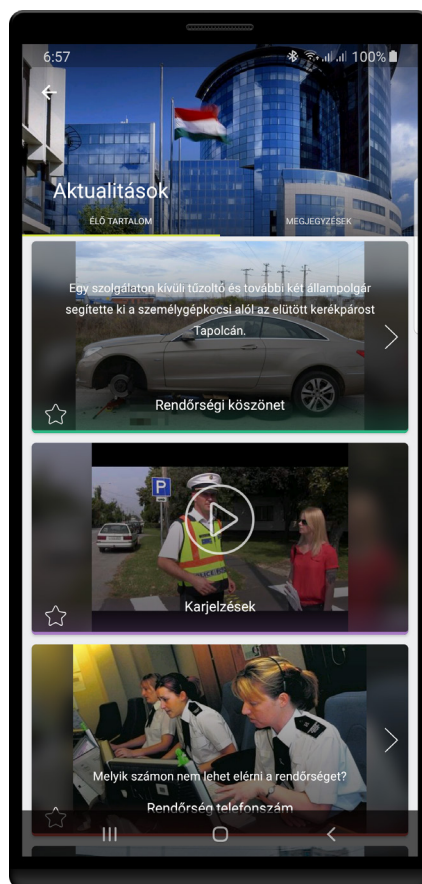 6:57
100%
Aktualitások
ÉLŐ TARTALOM
MEGJEGYZÉSEK
Egy szolgálaton kívüli tűzoltó és további két állampolgár
segítette ki a személygépkocsi alól az elütött kerékpárost
Tapolcán.
Rendőrségi köszönet
P
Karjelzések
Melyik számon nem lehet elérni a rendőrséget?
Rendőrség telefonszám